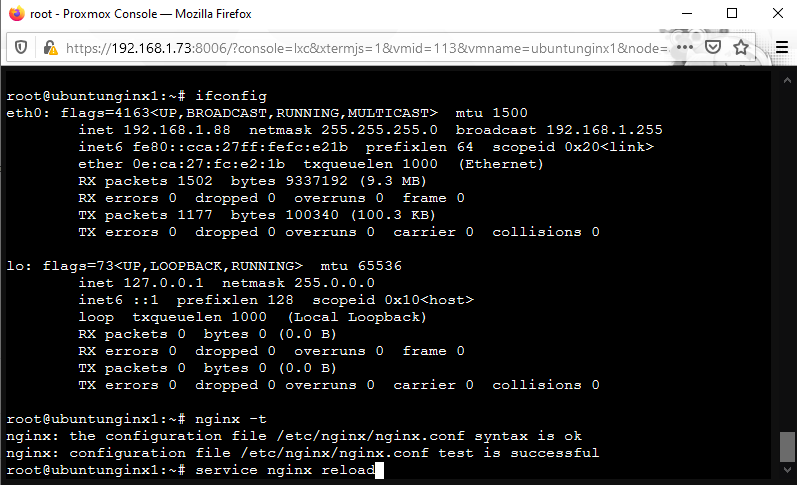 root - Proxmox Console — Mozilla Firefox
https://192.168.1.73:8006/?console=lxc&xtermjs=1&vmid=113&vmname=ubuntunginx1&node=
root@ubuntunginx1:~# ifconfig
eth0: flags=4163<UP,BROADCAST,RUNNING,MULTICAST>  mtu 1500
        inet 192.168.1.88  netmask 255.255.255.0  broadcast 192.168.1.255
        inet6 fe80::cca:27ff:fefc:e21b  prefixlen 64  scopeid 0x20<link>
        ether 0e:ca:27:fc:e2:1b  txqueuelen 1000  (Ethernet)
        RX packets 1502  bytes 9337192 (9.3 MB)
        RX errors 0  dropped 0  overruns 0  frame 0
        TX packets 1177  bytes 100340 (100.3 KB)
        TX errors 0  dropped 0 overruns 0  carrier 0  collisions 0
lo: flags=73<UP,LOOPBACK,RUNNING>  mtu 65536
        inet 127.0.0.1  netmask 255.0.0.0
        inet6 ::1  prefixlen 128  scopeid 0x10<host>
        loop  txqueuelen 1000  (Local Loopback)
        RX packets 0  bytes 0 (0.0 B)
        RX errors 0  dropped 0  overruns 0  frame 0
        TX packets 0  bytes 0 (0.0 B)
        TX errors 0  dropped 0 overruns 0  carrier 0  collisions 0
root@ubuntunginx1:~# nginx -t
nginx: the configuration file /etc/nginx/nginx.conf syntax is ok
nginx: configuration file /etc/nginx/nginx.conf test is successful
root@ubuntunginx1:~# service nginx reload